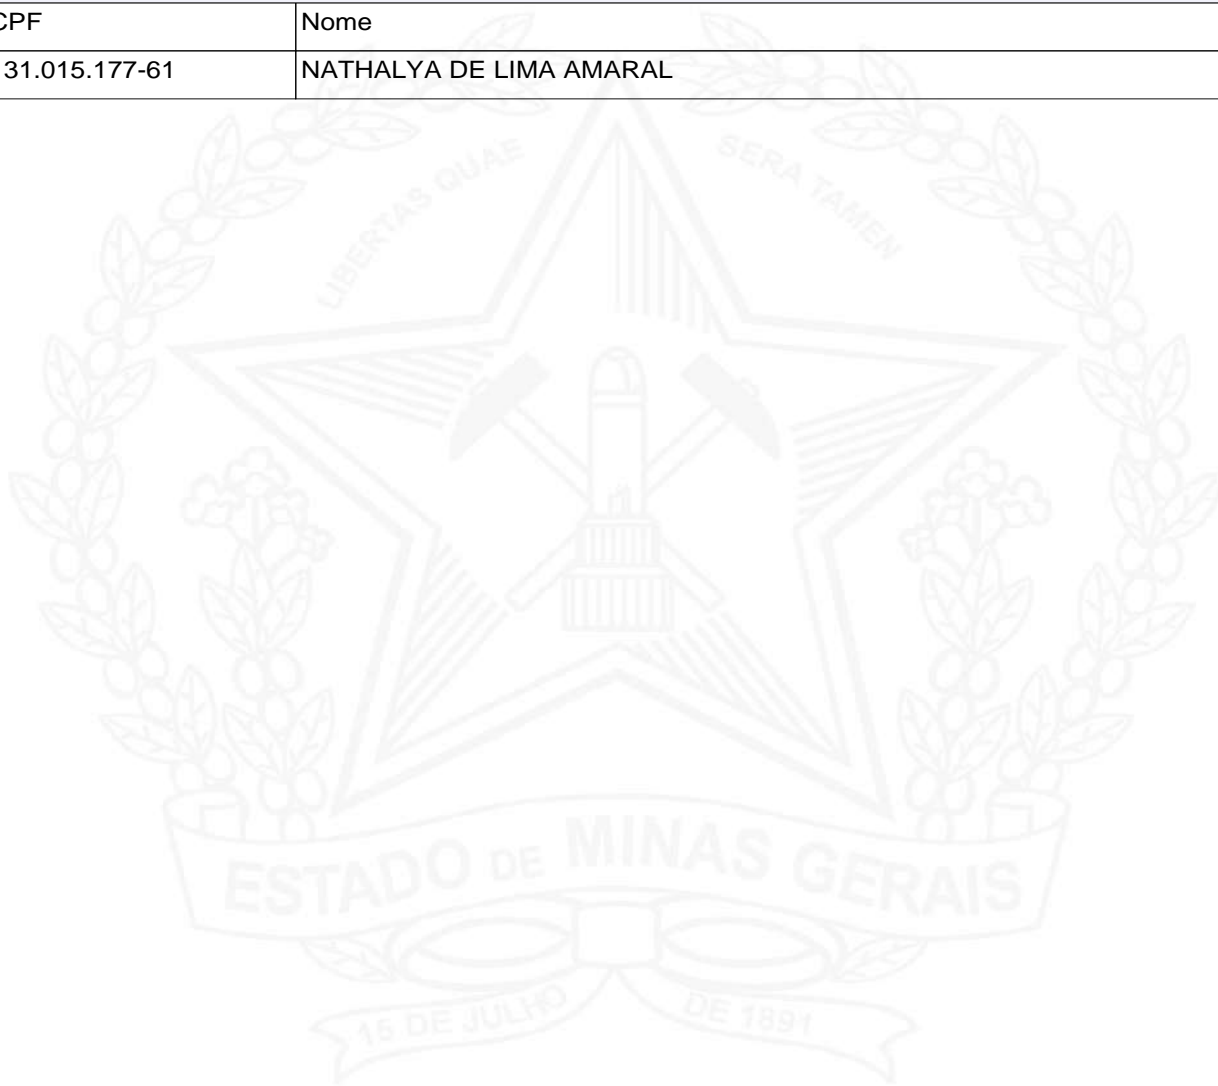 CPF Nome
31.015.177-61 NATHALYA DE LIMA AMARAL
LIBERTAS QUAE SERA TAMEN
ESTADO DE MINAS GERAIS
15 DE JULHO DE 1891